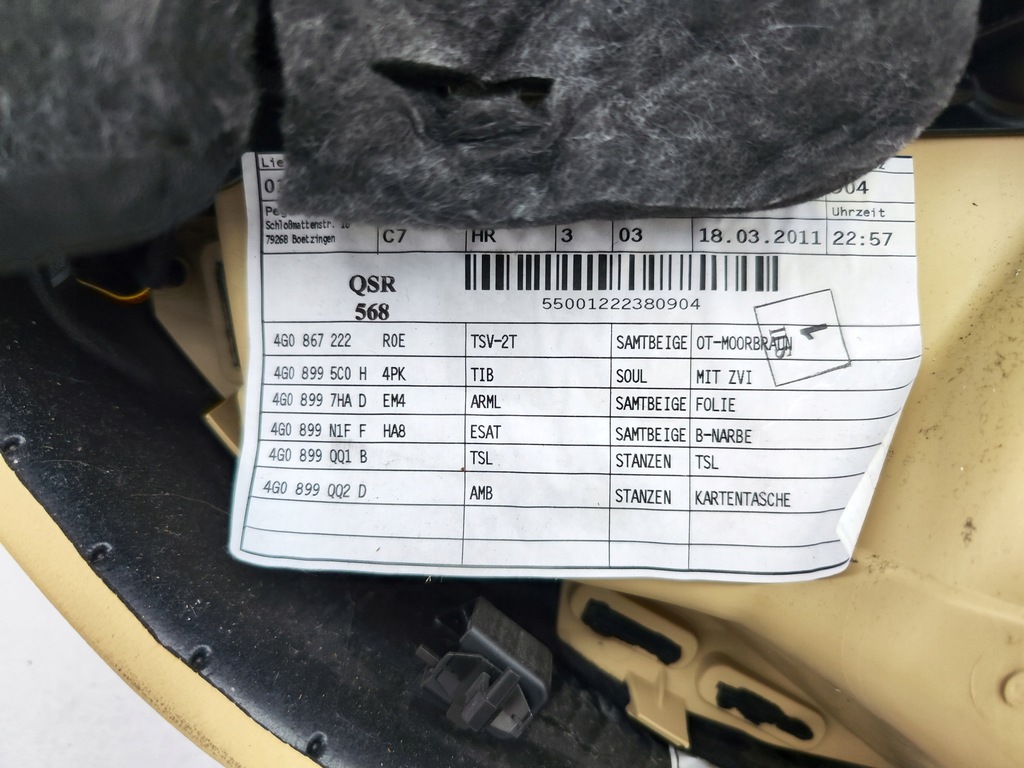 Lie
Schloßmattenstr. 18
79268 Boetzingen
C7 HR 3 03 18.03.2011
Uhrzeit
22:57
QSR
568
55001222380904
4G0 867 222 R0E TSV-2T SAMTBEIGE OT-MOORBRAUN
4G0 899 5C0 H 4PK TIB SOUL MIT ZVI
4G0 899 7HA D EM4 ARML SAMTBEIGE FOLIE
4G0 899 N1F F HA8 ESAT SAMTBEIGE B-NARBE
4G0 899 QQ1 B TSL STANZEN TSL
4G0 899 QQ2 D AMB STANZEN KARTENTASCHE
1